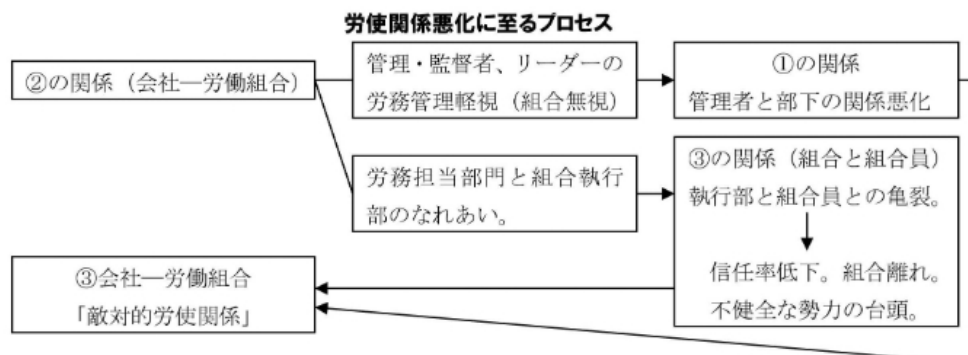 労使関係悪化に至るプロセス
②の関係（会社―労働組合）
管理・監督者、リーダーの
労務管理軽視（組合無視）
①の関係
管理者と部下の関係悪化
労務担当部門と組合執行
部のなれあい。
③の関係（組合と組合員）
執行部と組合員との亀裂。
信任率低下。組合離れ。
不健全な勢力の台頭。
③会社―労働組合
「敵対的労使関係」